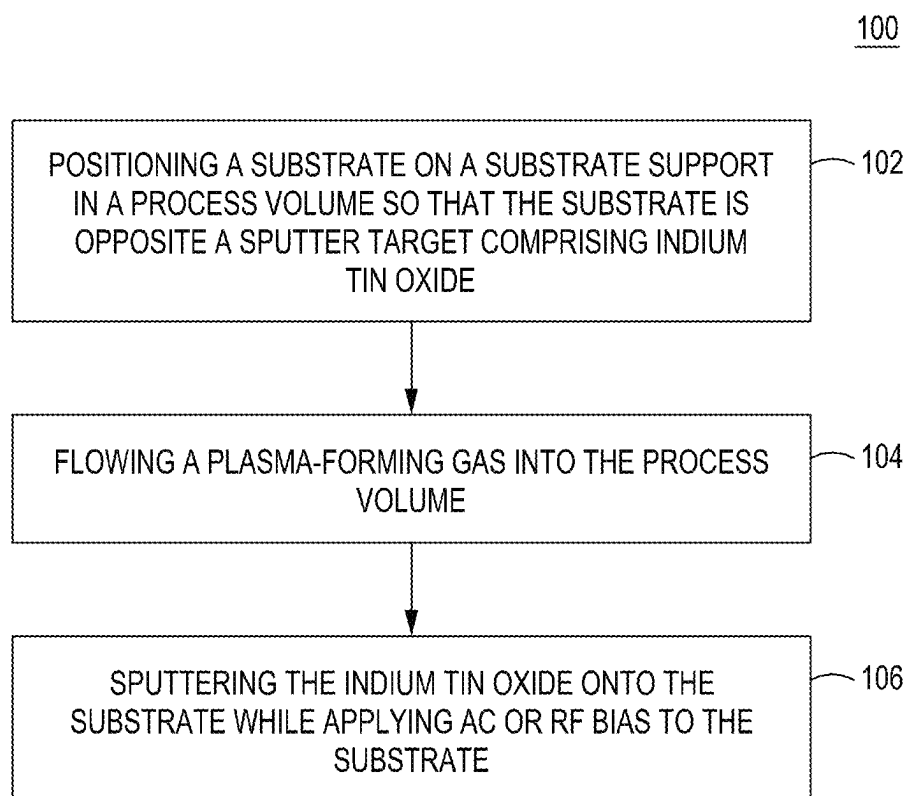 100
POSITIONING A SUBSTRATE ON A SUBSTRATE SUPPORT
IN A PROCESS VOLUME SO THAT THE SUBSTRATE IS
OPPOSITE A SPUTTER TARGET COMPRISING INDIUM
TIN OXIDE
102
FLOWING A PLASMA-FORMING GAS INTO THE PROCESS
VOLUME
104
SPUTTERING THE INDIUM TIN OXIDE ONTO THE
SUBSTRATE WHILE APPLYING AC OR RF BIAS TO THE
SUBSTRATE
106